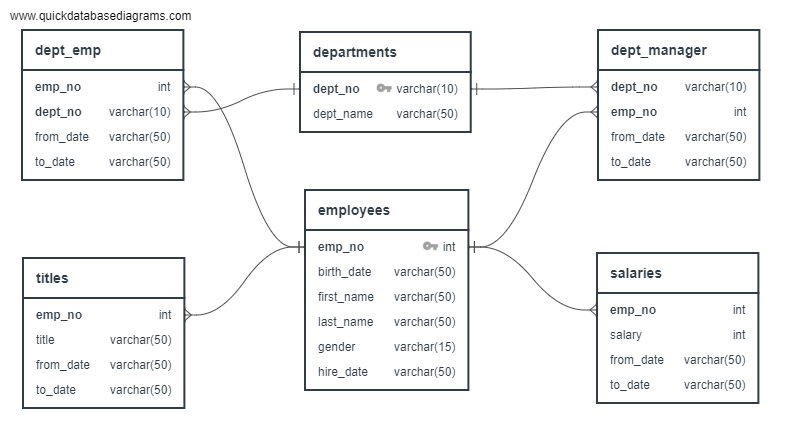 www.quickdatabasediagrams.com
dept_emp
emp_no int
dept_no varchar(10)
from_date varchar(50)
to_date varchar(50)
departments
dept_no varchar(10)
dept_name varchar(50)
dept_manager
dept_no varchar(10)
emp_no int
from_date varchar(50)
to_date varchar(50)
titles
emp_no int
title varchar(50)
from_date varchar(50)
to_date varchar(50)
employees
emp_no int
birth_date varchar(50)
first_name varchar(50)
last_name varchar(50)
gender varchar(15)
hire_date varchar(50)
salaries
emp_no int
salary int
from_date varchar(50)
to_date varchar(50)